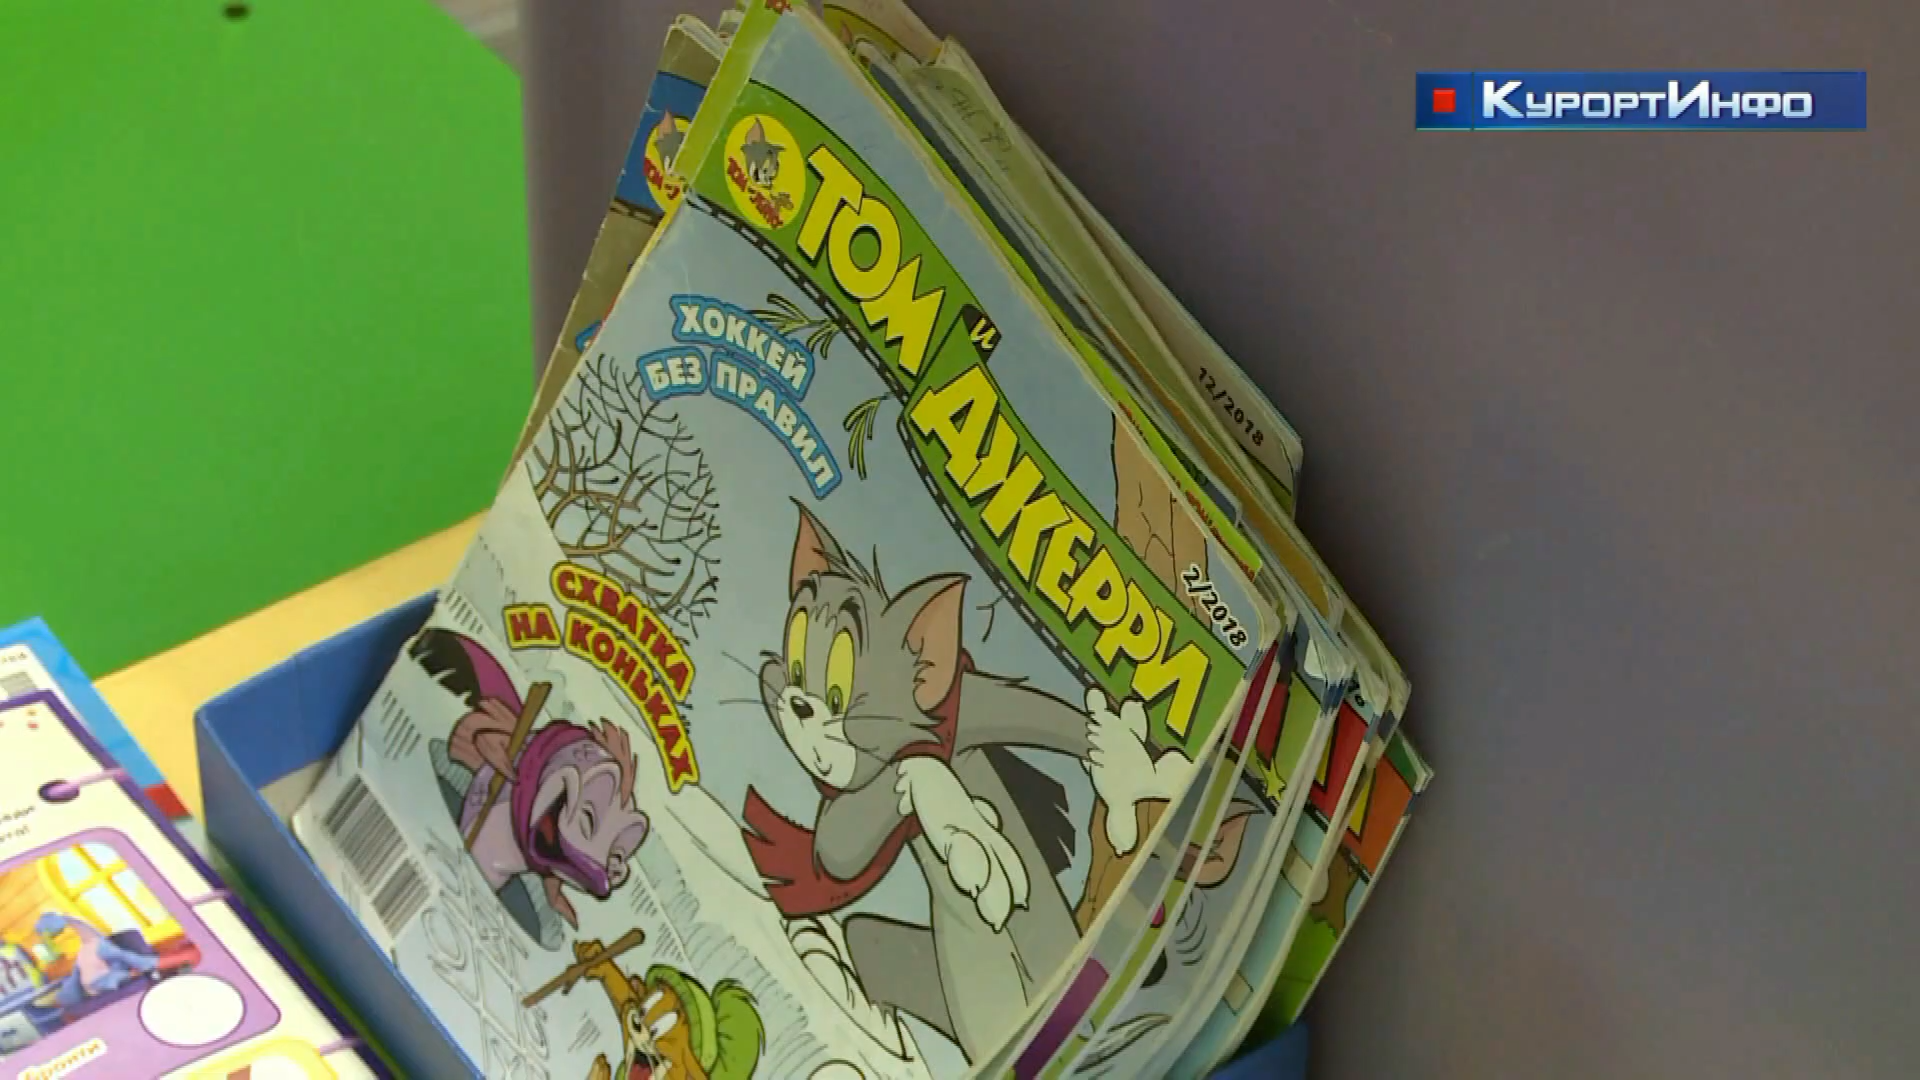 КурортИнфо
ТОМ
и
ДЖЕРРИ
2/2018
12/2018
ХОККЕЙ
БЕЗ ПРАВИЛ
СХВАТКА
НА КОНЬКАХ